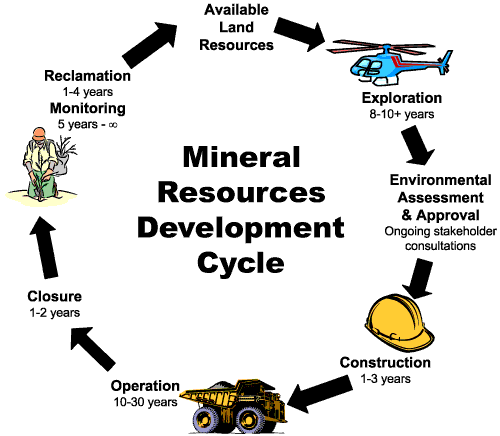 Available
Land
Resources
Exploration
8-10+ years
Environmental
Assessment
& Approval
Ongoing stakeholder
consultations
Construction
1-3 years
Operation
10-30 years
Closure
1-2 years
Reclamation
1-4 years
Monitoring
5 years - ∞
Mineral
Resources
Development
Cycle